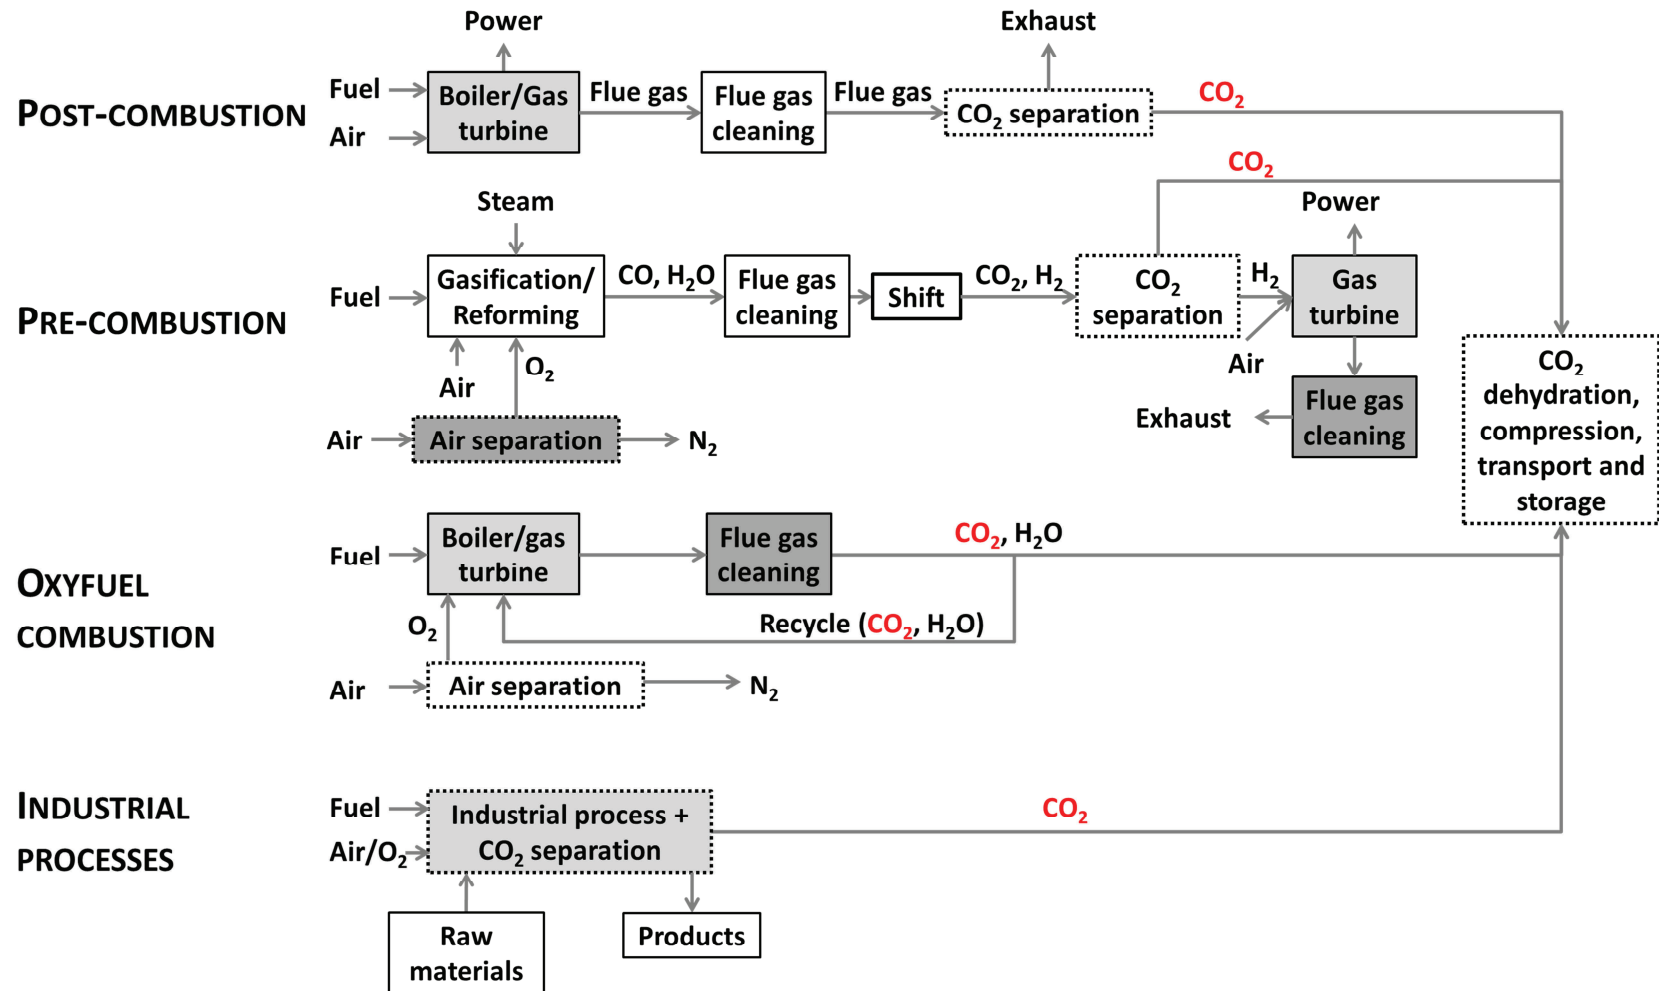 Power
Exhaust
POST-COMBUSTION
Fuel
Air
Boiler/Gas
turbine
Flue gas
Flue gas
cleaning
Flue gas
CO₂ separation
CO₂
CO₂
PRE-COMBUSTION
Steam
Fuel
Gasification/
Reforming
CO, H₂O
Flue gas
cleaning
Shift
CO₂, H₂
CO₂
separation
H₂
Air
Power
Gas
turbine
Air
O₂
Air
Air separation
N₂
Exhaust
Flue gas
cleaning
CO₂
dehydration,
compression,
transport and
storage
OXYFUEL
COMBUSTION
Fuel
Boiler/gas
turbine
Flue gas
cleaning
CO₂, H₂O
O₂
Recycle (CO₂, H₂O)
Air
Air separation
N₂
INDUSTRIAL
PROCESSES
Fuel
Air/O₂
Industrial process +
CO₂ separation
CO₂
Raw
materials
Products